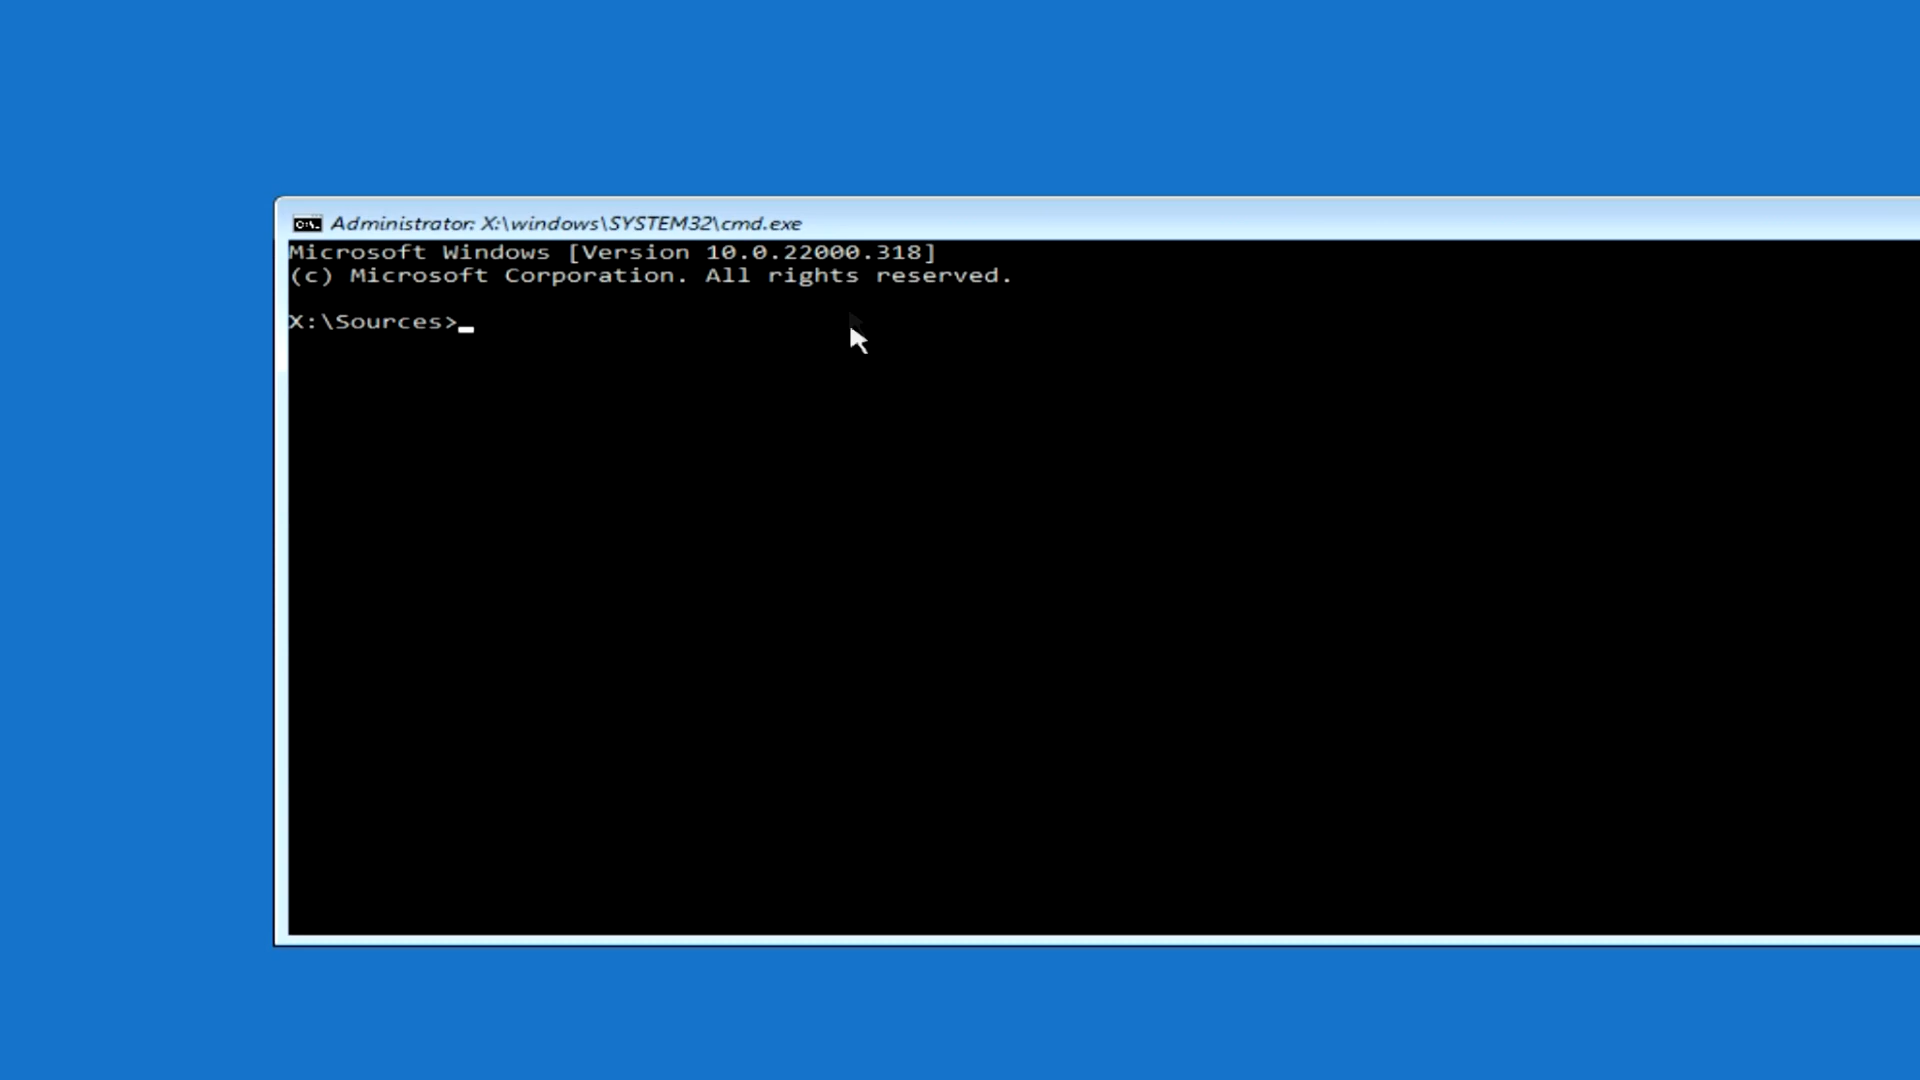 Administrator: X:\windows\SYSTEM32\cmd.exe
Microsoft Windows [Version 10.0.22000.318]
(c) Microsoft Corporation. All rights reserved.
X:\Sources>